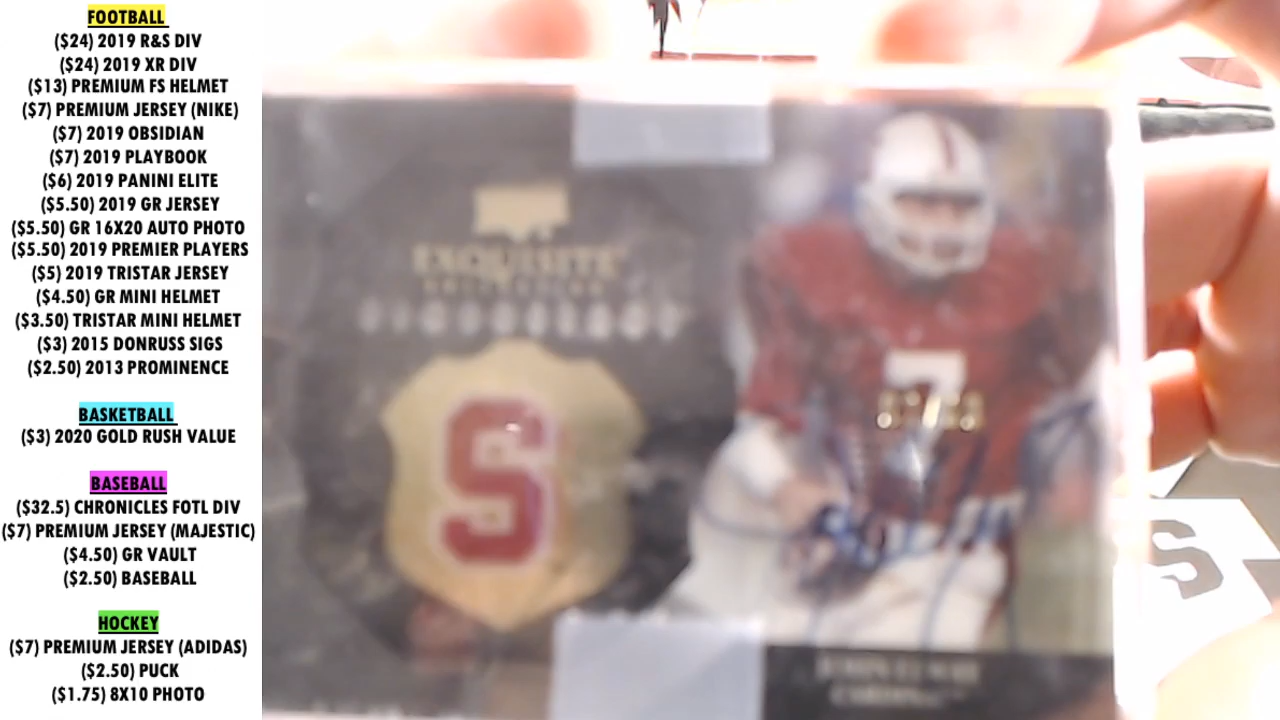 FOOTBALL
($24) 2019 R&S DIV
($24) 2019 XR DIV
($13) PREMIUM FS HELMET
($7) PREMIUM JERSEY (NIKE)
($7) 2019 OBSIDIAN
($7) 2019 PLAYBOOK
($6) 2019 PANINI ELITE
($5.50) 2019 GR JERSEY
($5.50) GR 16X20 AUTO PHOTO
($5.50) 2019 PREMIER PLAYERS
($5) 2019 TRISTAR JERSEY
($4.50) GR MINI HELMET
($3.50) TRISTAR MINI HELMET
($3) 2015 DONRUSS SIGS
($2.50) 2013 PROMINENCE
BASKETBALL
($3) 2020 GOLD RUSH VALUE
BASEBALL
($32.5) CHRONICLES FOTL DIV
($7) PREMIUM JERSEY (MAJESTIC)
($4.50) GR VAULT
($2.50) BASEBALL
HOCKEY
($7) PREMIUM JERSEY (ADIDAS)
($2.50) PUCK
($1.75) 8X10 PHOTO
EXQUISITE
COLLECTION
S
7
JOHN ELWAY
CARDINAL
S